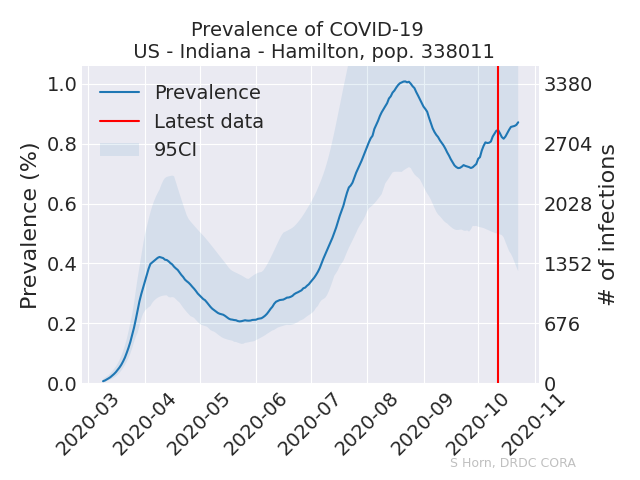 Prevalence of COVID-19
US - Indiana - Hamilton, pop. 338011
Prevalence
Latest data
95CI
Prevalence (%)
1.0
0.8
0.6
0.4
0.2
0.0
3380
2704
2028
1352
676
0
# of infections
2020-03
2020-04
2020-05
2020-06
2020-07
2020-08
2020-09
2020-10
2020-11
S Horn, DRDC CORA